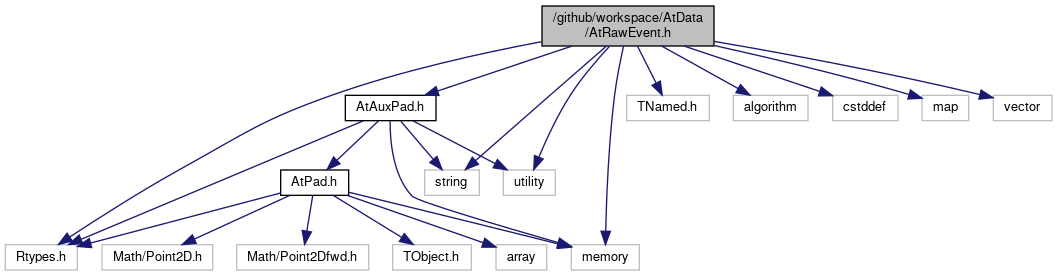 /github/workspace/AtData
/AtRawEvent.h
AtAuxPad.h
TNamed.h
algorithm
cstddef
map
vector
AtPad.h
string
utility
Rtypes.h
Math/Point2D.h
Math/Point2Dfwd.h
TObject.h
array
memory